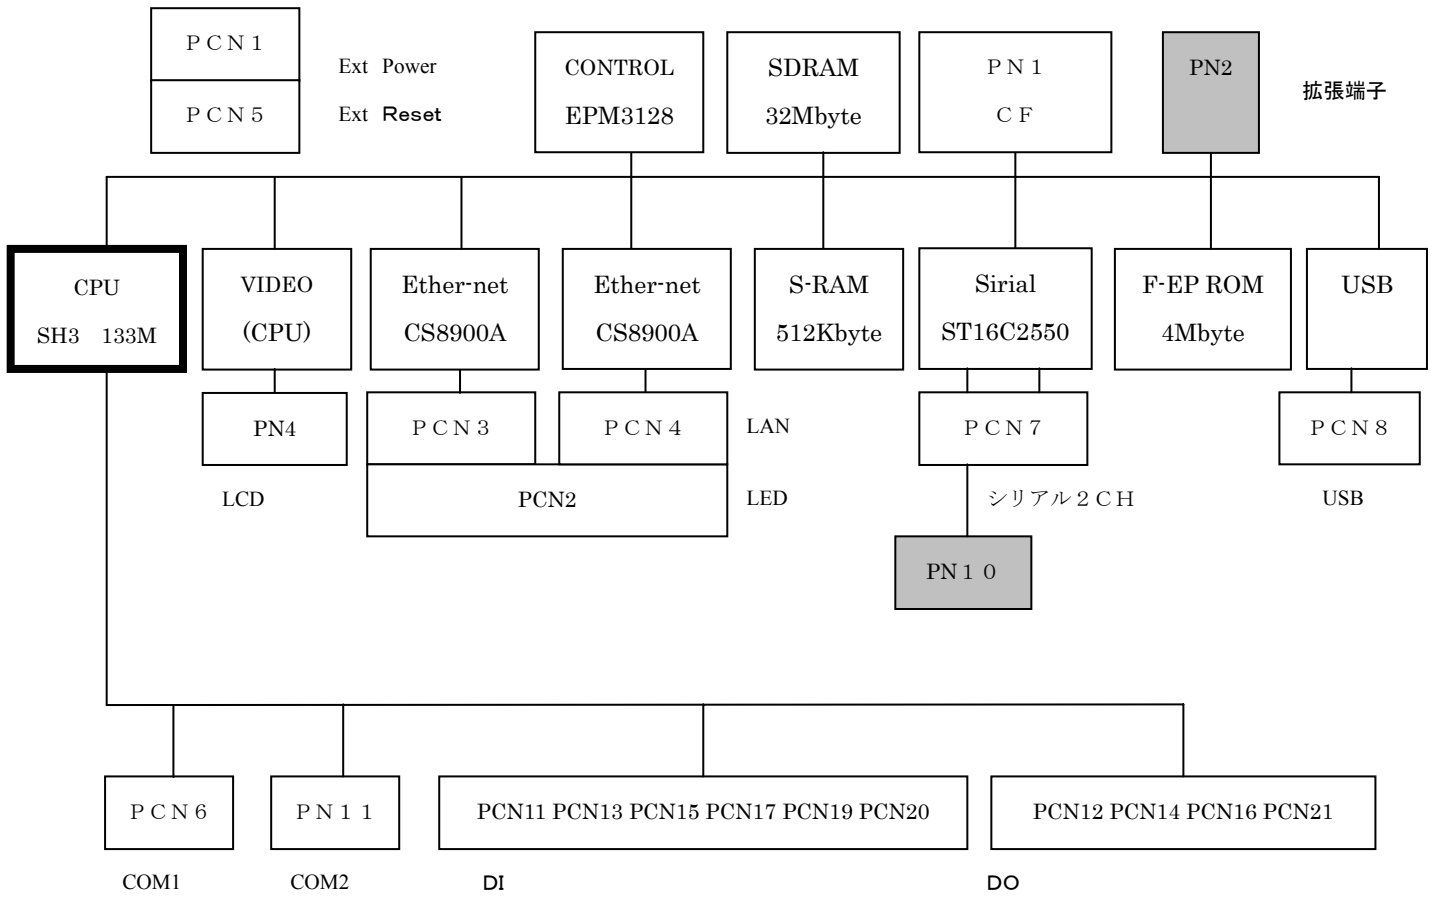 ＰＣＮ１
Ext Power
ＰＣＮ５
Ext Reset
CONTROL
EPM3128
SDRAM
32Mbyte
ＰＮ１
ＣＦ
PN2
拡張端子
CPU
SH3　133M
VIDEO
(CPU)
Ether-net
CS8900A
Ether-net
CS8900A
S-RAM
512Kbyte
Sirial
ST16C2550
F-EP ROM
4Mbyte
USB
PN4
ＰＣＮ３
ＰＣＮ４
LAN
ＰＣＮ７
ＰＣＮ８
LCD
PCN2
LED
シリアル２ＣＨ
USB
PN１０
ＰＣＮ６
ＰＮ１１
PCN11 PCN13 PCN15 PCN17 PCN19 PCN20
PCN12 PCN14 PCN16 PCN21
COM1
COM2
DI
DO